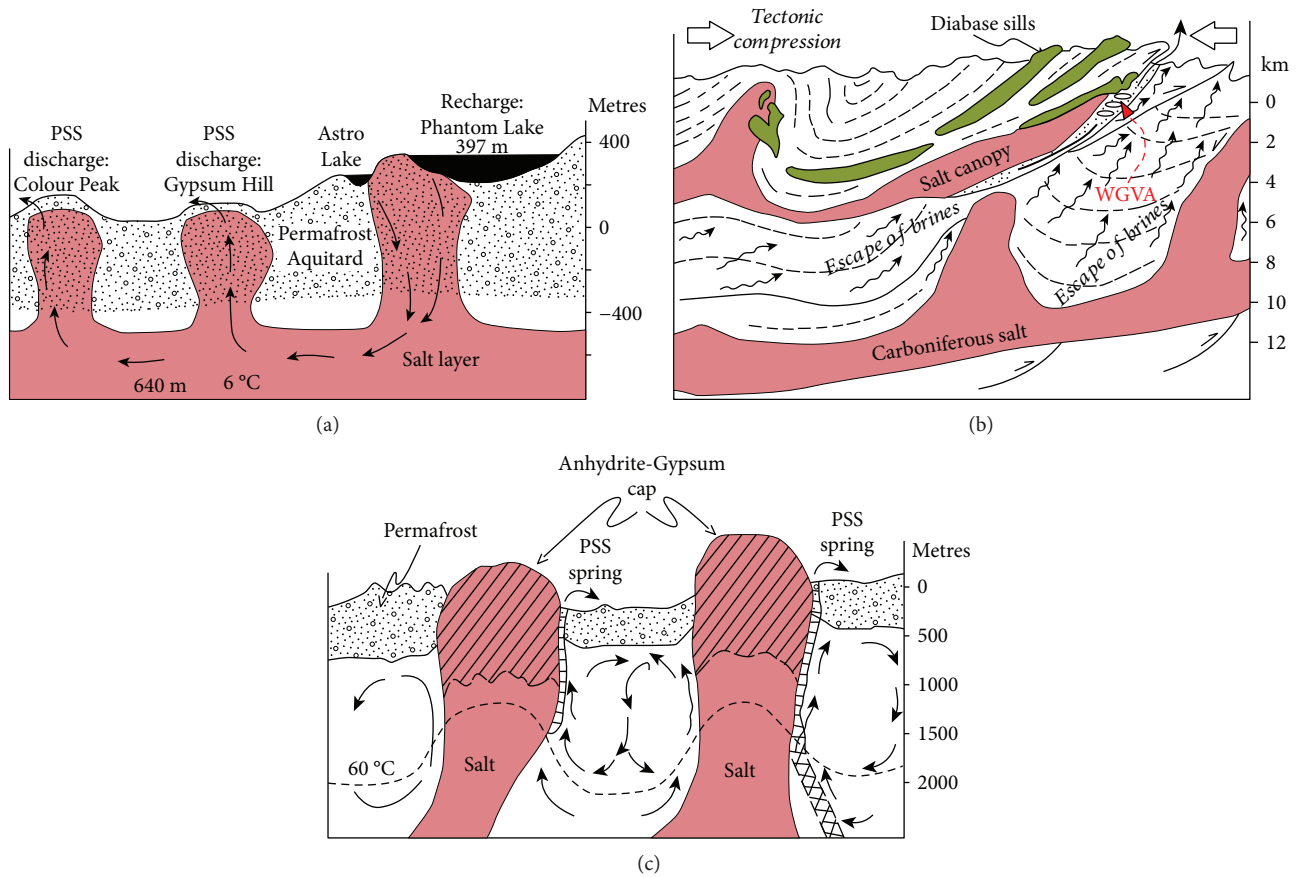 PSS
discharge:
Colour Peak
PSS
discharge:
Gypsum Hill
Astro
Lake
Recharge:
Phantom Lake
397 m
Metres
400
0
−400
Permafrost
Aquitard
Salt layer
640 m
6 °C
(a)
Tectonic
compression
Diabase sills
km
0
2
4
6
8
10
12
Salt canopy
WGVA
Escape of brines
Escape of brines
Carboniferous salt
(b)
Anhydrite-Gypsum
cap
Permafrost
PSS
spring
PSS
spring
Metres
0
500
1000
1500
2000
60 °C
Salt
Salt
(c)